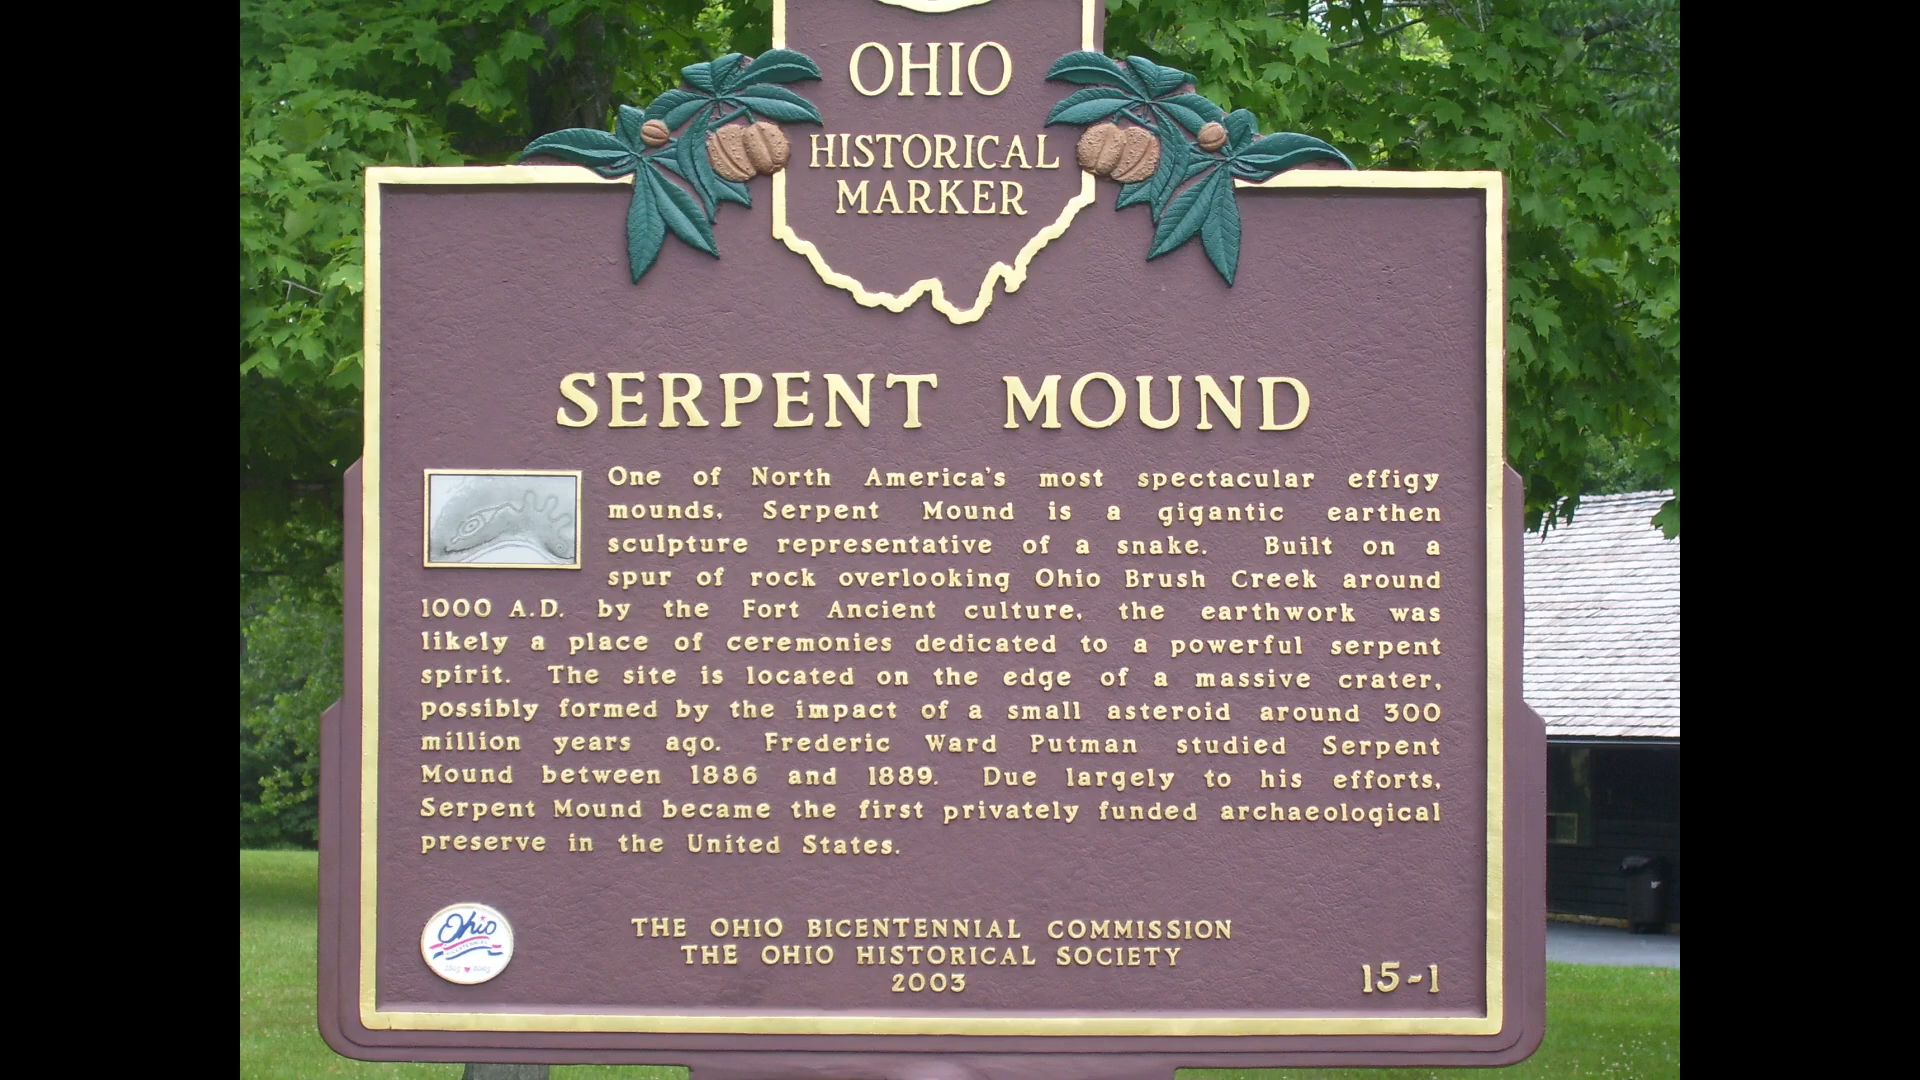 OHIO
HISTORICAL
MARKER
SERPENT MOUND
One of North America's most spectacular effigy
mounds, Serpent Mound is a gigantic earthen
sculpture representative of a snake. Built on a
spur of rock overlooking Ohio Brush Creek around
1000 A.D. by the Fort Ancient culture, the earthwork was
likely a place of ceremonies dedicated to a powerful serpent
spirit. The site is located on the edge of a massive crater,
possibly formed by the impact of a small asteroid around 300
million years ago. Frederic Ward Putman studied Serpent
Mound between 1886 and 1889. Due largely to his efforts,
Serpent Mound became the first privately funded archaeological
preserve in the United States.
Ohio
1803 2003
THE OHIO BICENTENNIAL COMMISSION
THE OHIO HISTORICAL SOCIETY
2003
15-1